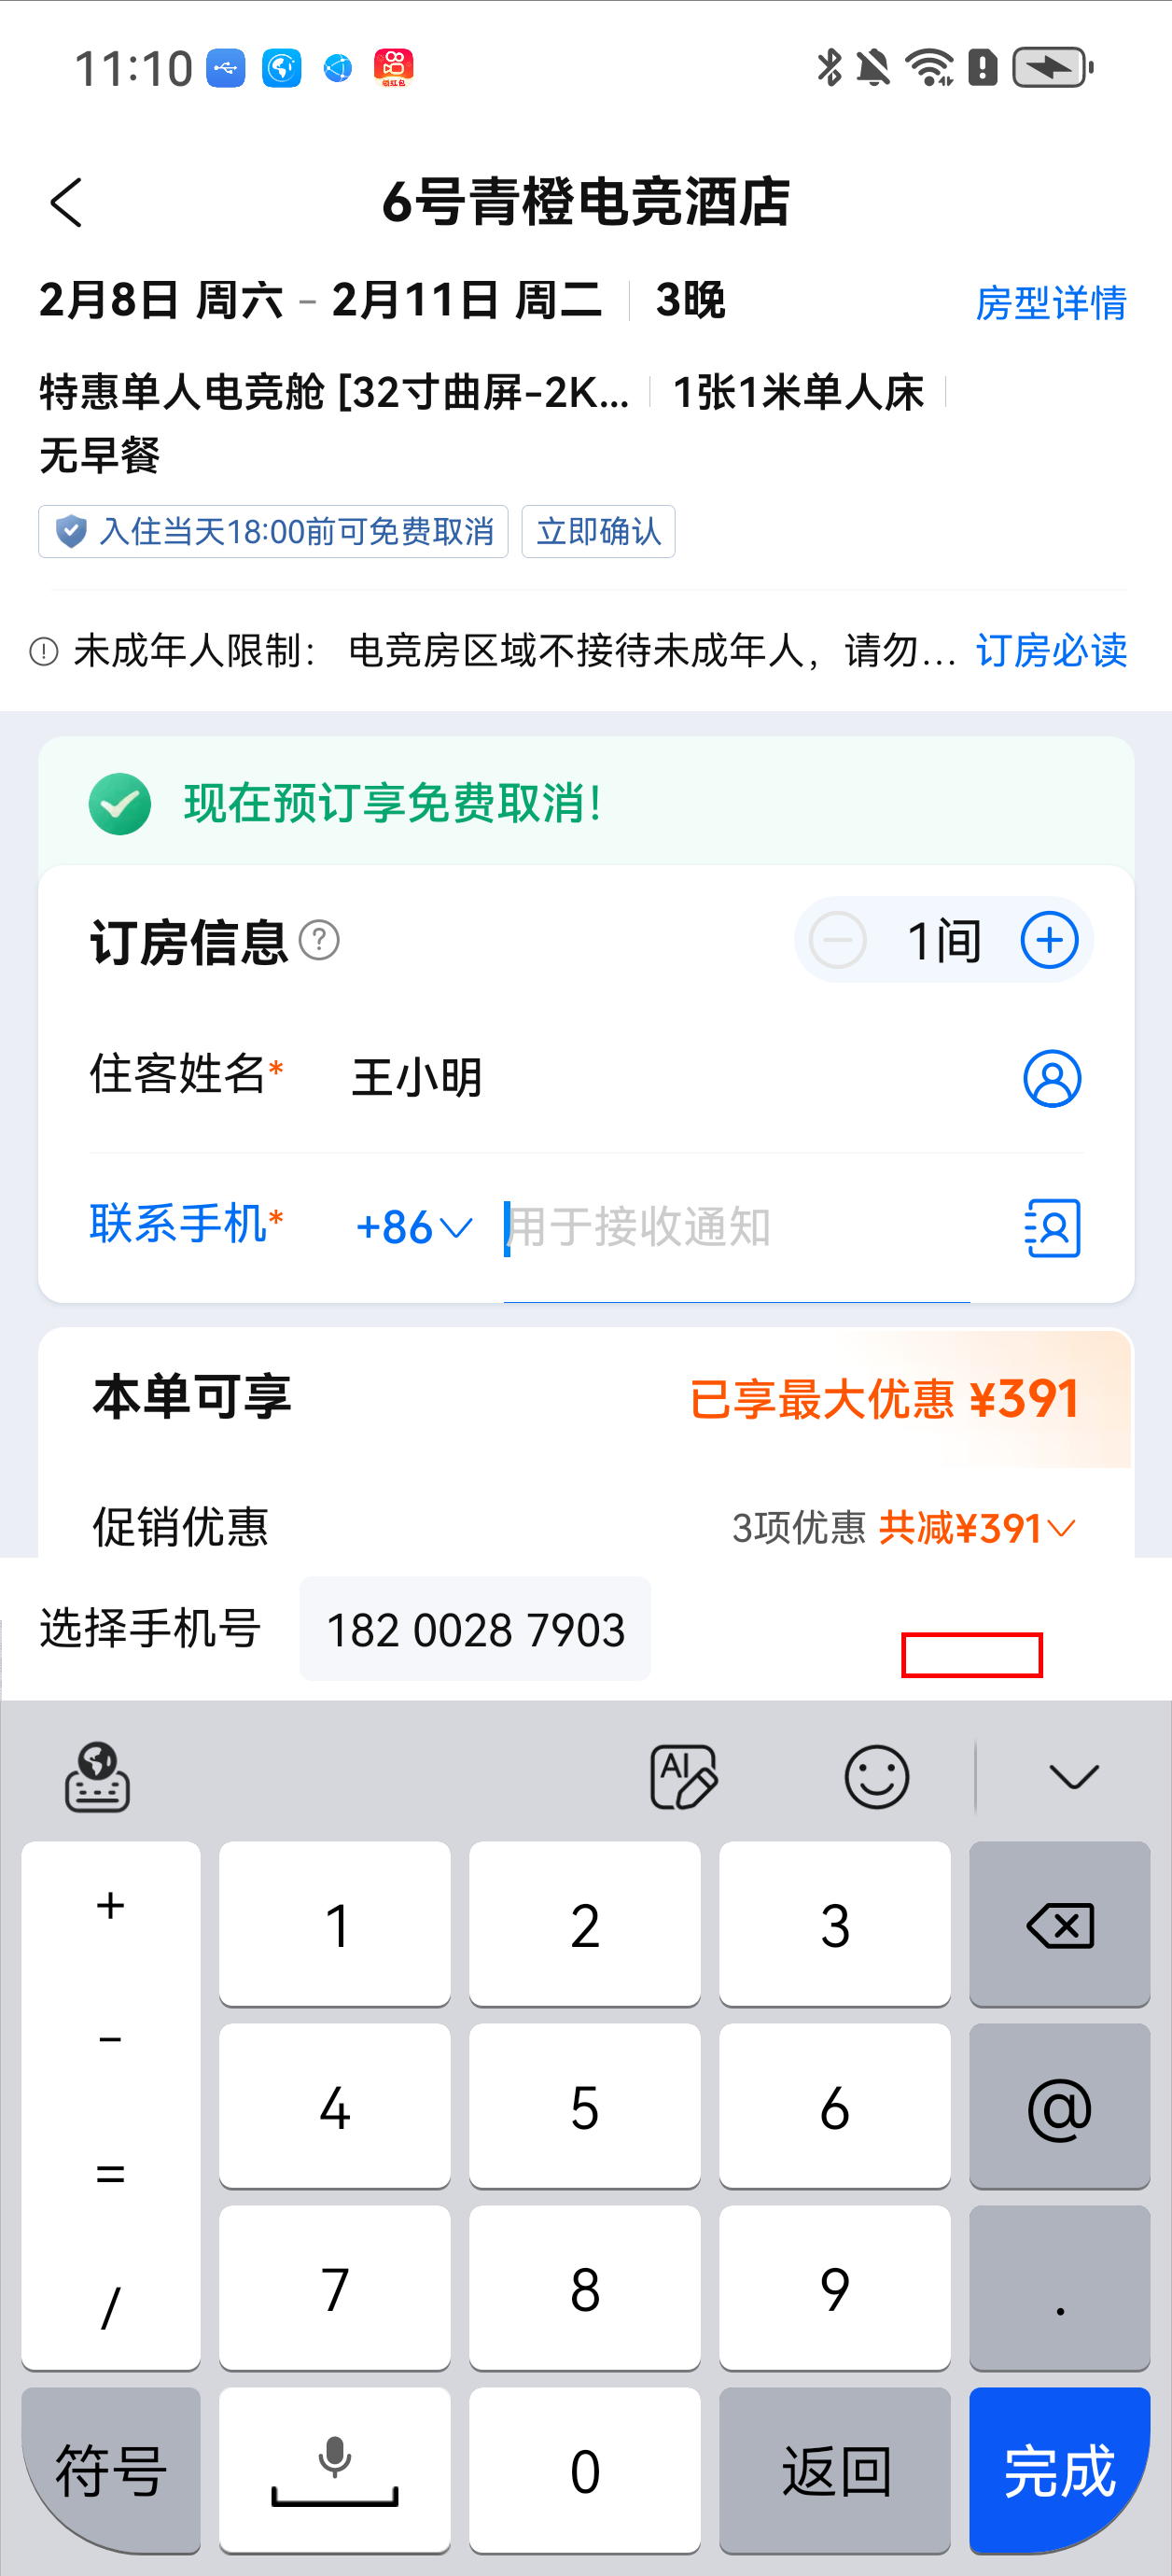 11:10
领红包
6号青橙电竞酒店
2月8日 周六 - 2月11日 周二 3晚 房型详情
特惠单人电竞舱 [32寸曲屏-2K... 1张1米单人床
无早餐
入住当天18:00前可免费取消 立即确认
未成年人限制： 电竞房区域不接待未成年人，请勿... 订房必读
现在预订享免费取消！
订房信息 ? 1间
住客姓名* 王小明
联系手机* +86 用于接收通知
本单可享 已享最大优惠 ¥391
促销优惠 3项优惠 共减¥391
选择手机号 182 0028 7903
AI
+ 1 2 3
-
4 5 6 @
=
7 8 9 .
/
符号 0 返回 完成